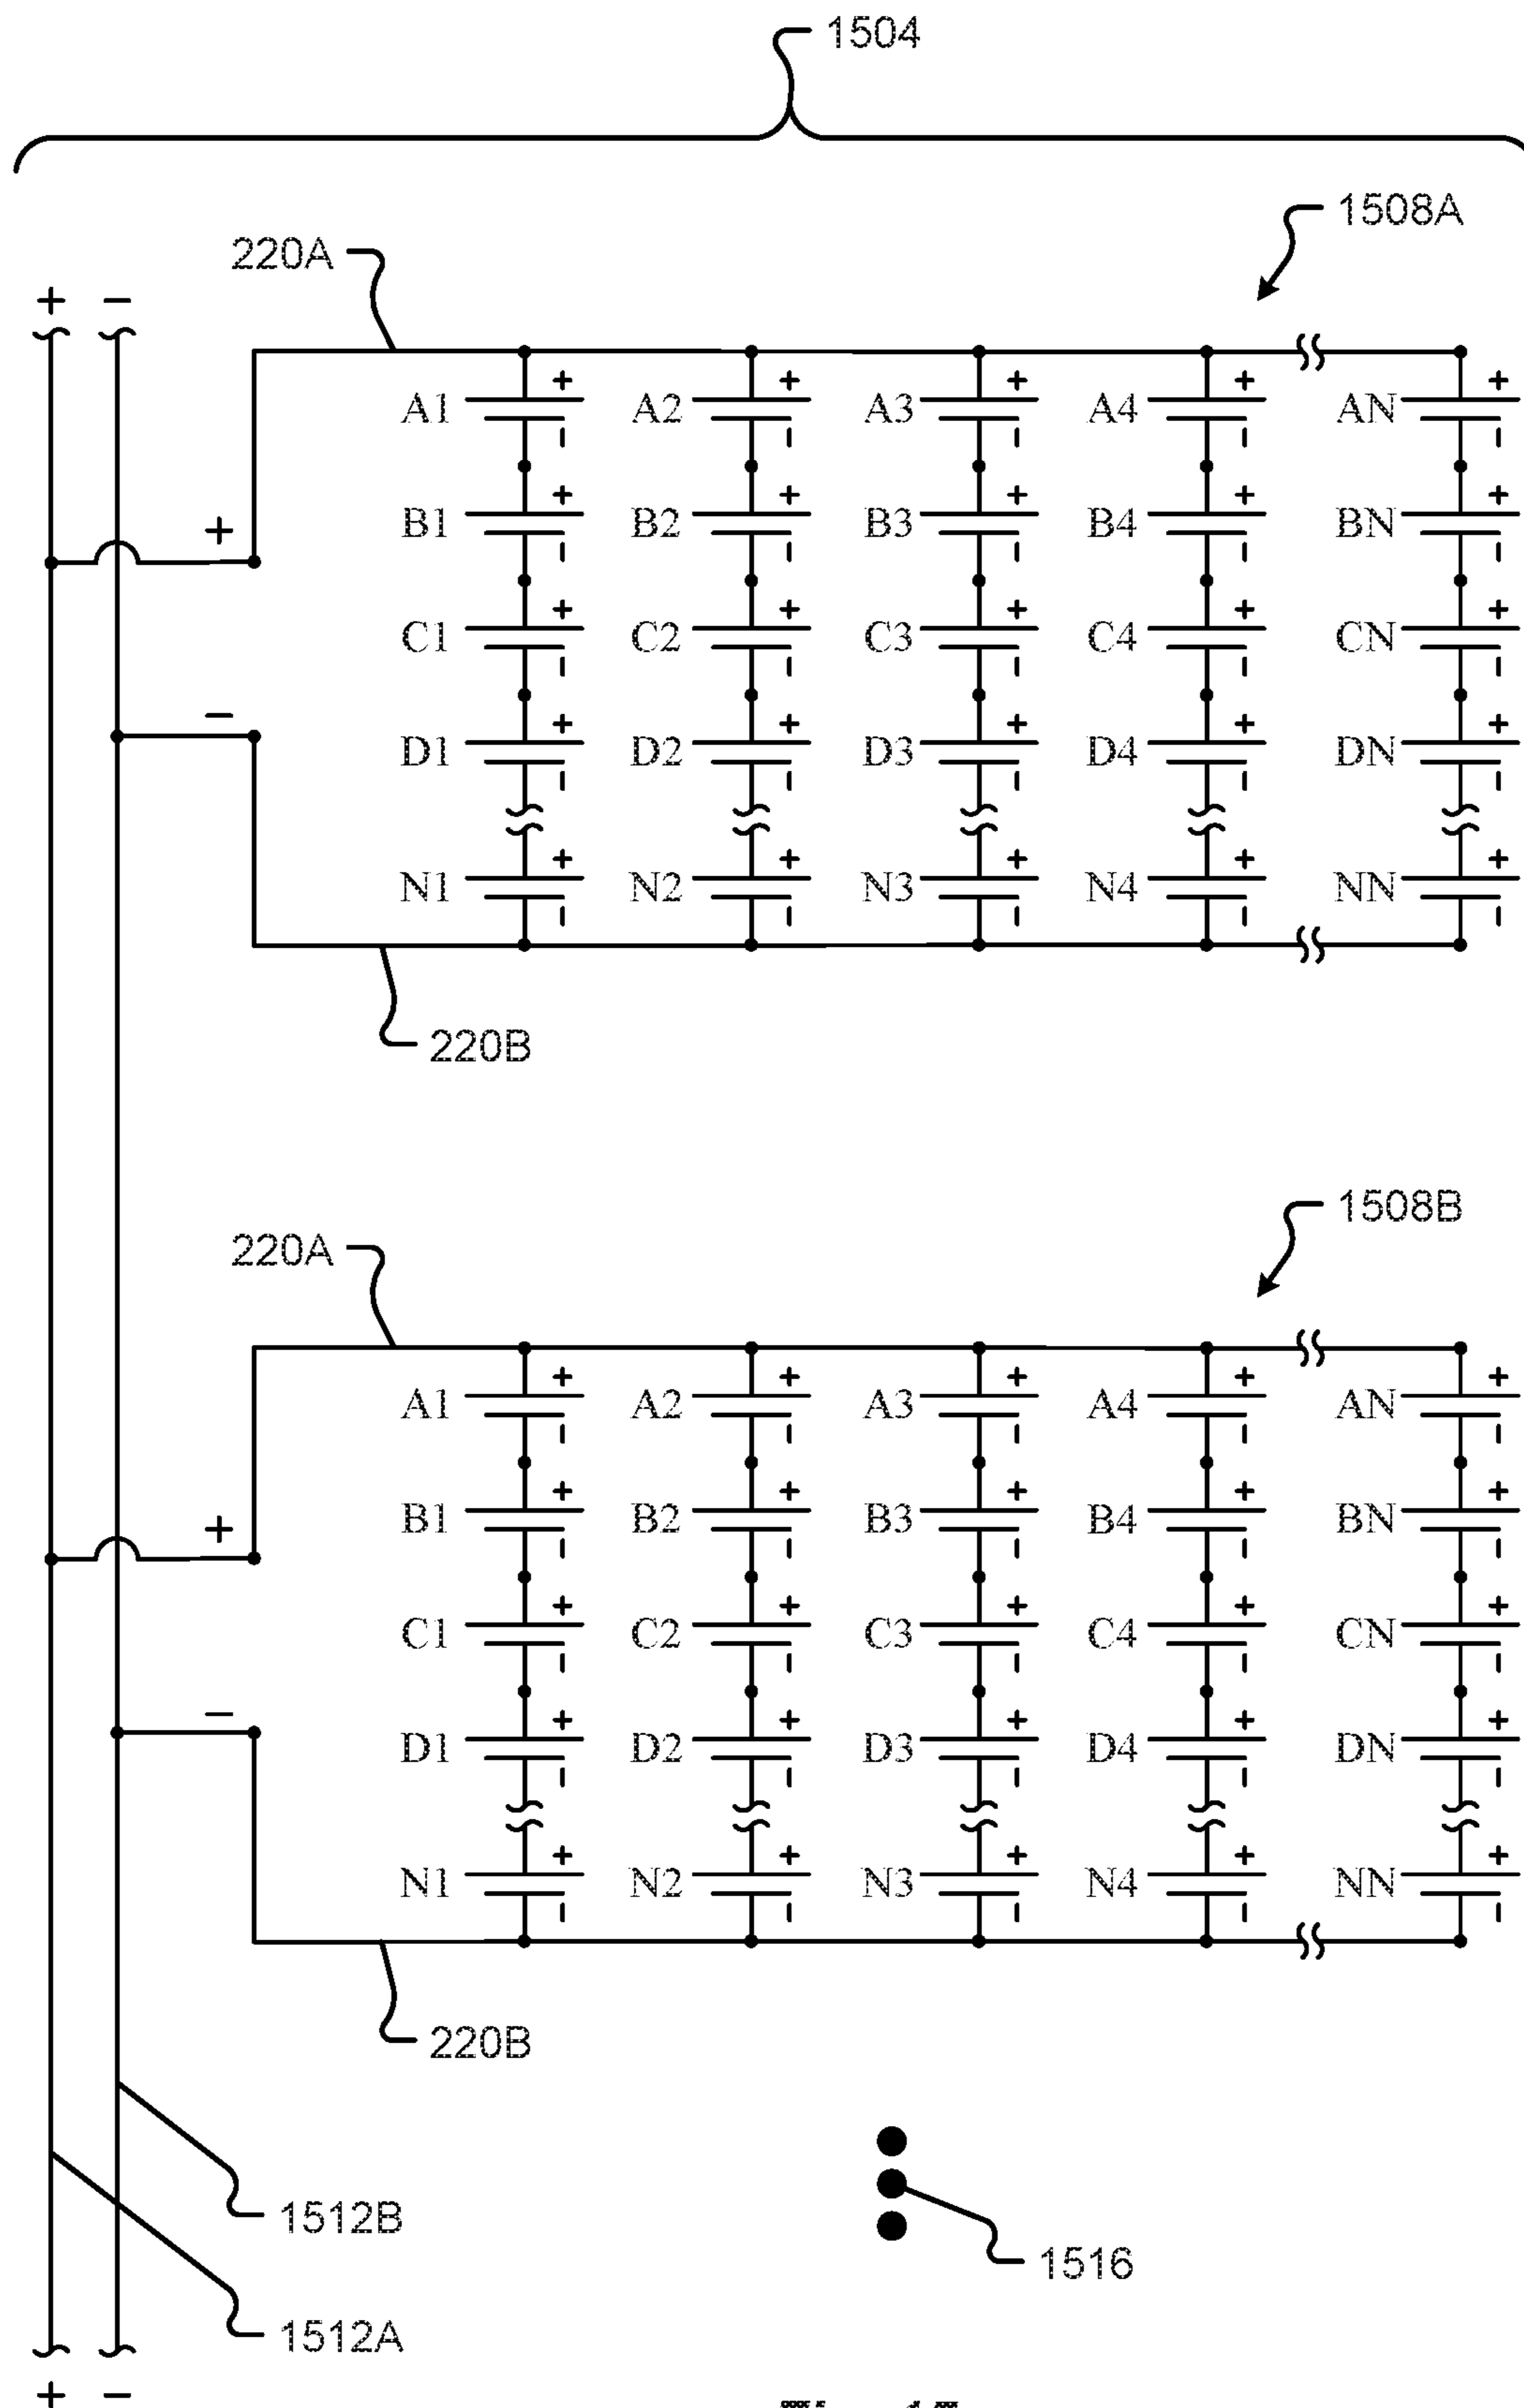 1504
1508A
220A
+ −
A1 + − A2 + − A3 + − A4 + − AN + −
B1 + − B2 + − B3 + − B4 + − BN + −
+
C1 + − C2 + − C3 + − C4 + − CN + −
−
D1 + − D2 + − D3 + − D4 + − DN + −
N1 + − N2 + − N3 + − N4 + − NN + −
220B
1508B
220A
A1 + − A2 + − A3 + − A4 + − AN + −
B1 + − B2 + − B3 + − B4 + − BN + −
+
C1 + − C2 + − C3 + − C4 + − CN + −
−
D1 + − D2 + − D3 + − D4 + − DN + −
N1 + − N2 + − N3 + − N4 + − NN + −
220B
1512B
1516
1512A
+ −